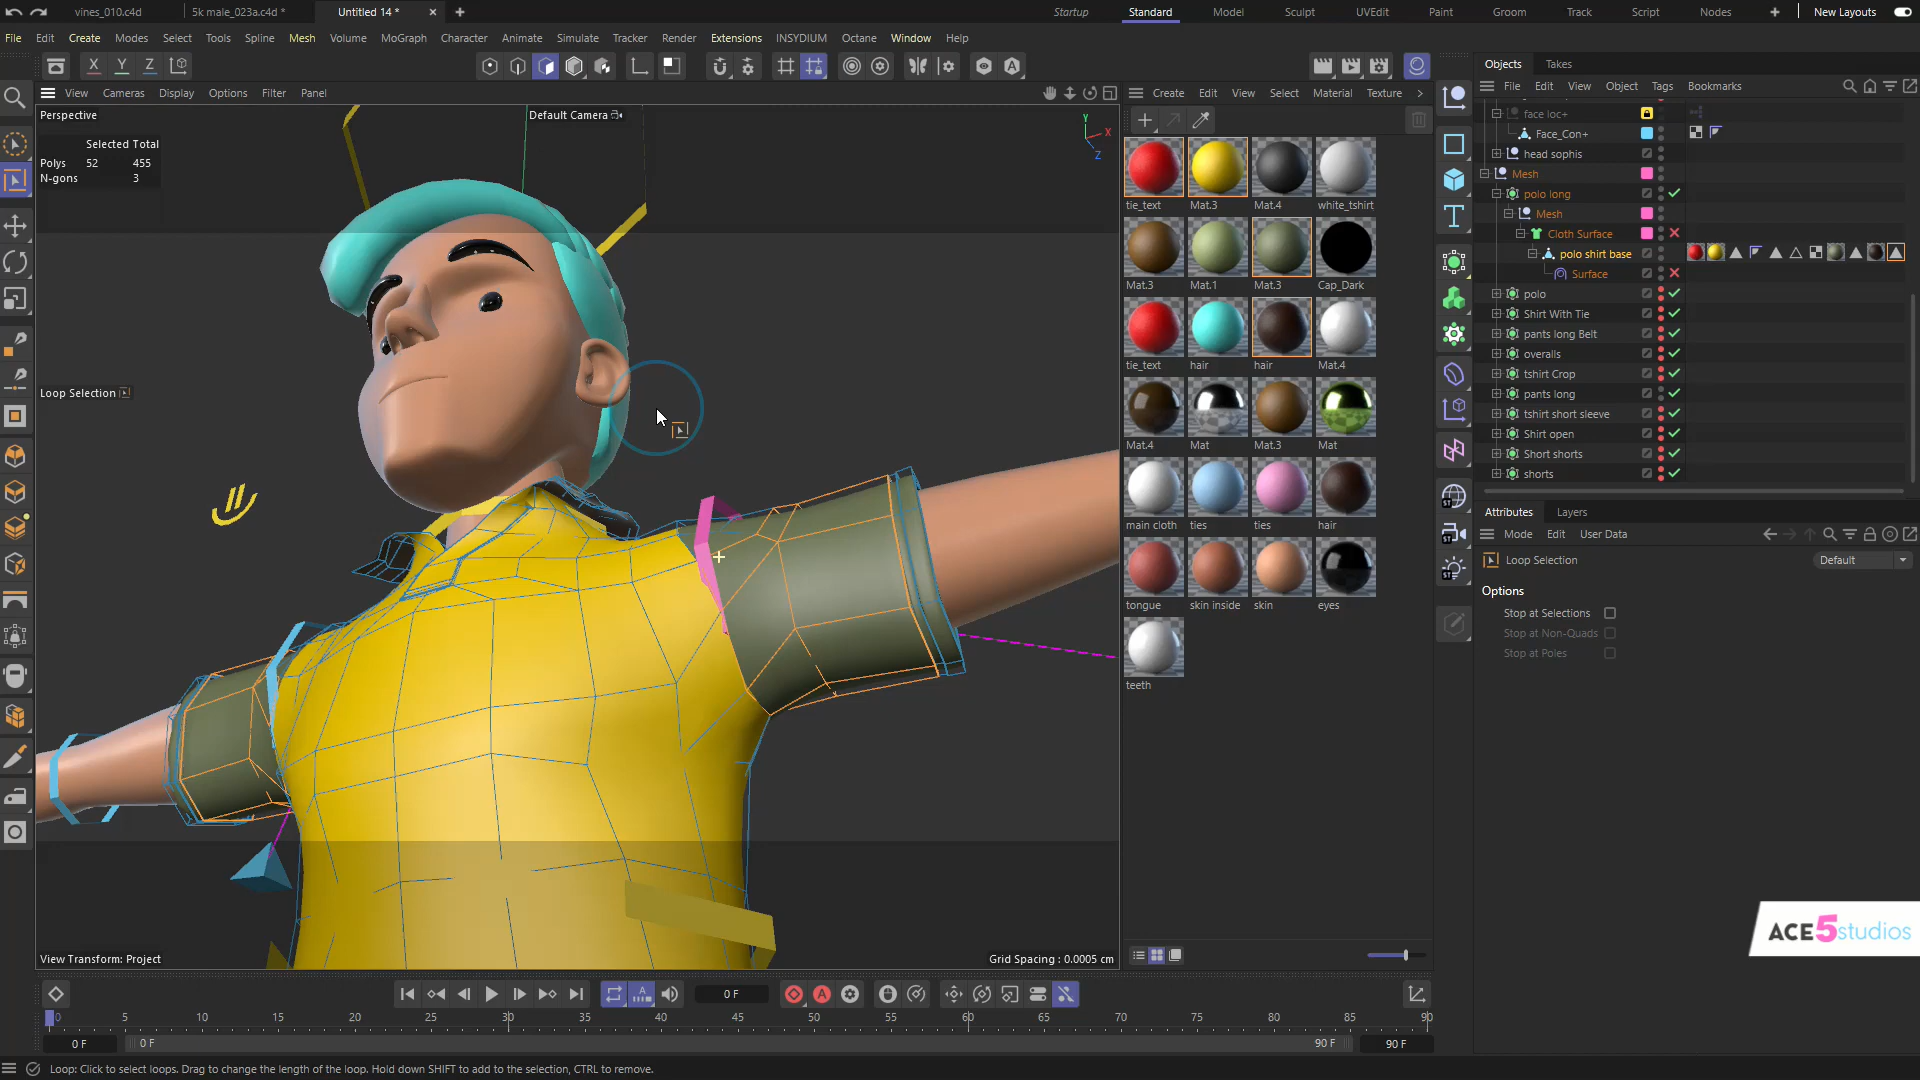 vines_010.c4d
5k male_023a.c4d *
Untitled 14 *
Startup
Standard
Model
Sculpt
UVEdit
Paint
Groom
Track
Script
Nodes
New Layouts
File Edit Create Modes Select Tools Spline Mesh Volume MoGraph Character Animate Simulate Tracker Render Extensions INSYDIUM Octane Window Help
X Y Z
Objects Takes
View Cameras Display Options Filter Panel
Create Edit View Select Material Texture
File Edit View Object Tags Bookmarks
Perspective
Default Camera
Selected Total
Polys 52 455
N-gons 3
Y
X
Z
Loop Selection
tie_text Mat.3 Mat.4 white_tshirt
Mat.3 Mat.1 Mat.3 Cap_Dark
tie_text hair hair Mat.4
Mat.4 Mat Mat.3 Mat
main cloth ties ties hair
tongue skin inside skin eyes
teeth
face loc+
Face_Con+
head sophis
Mesh
polo long
Mesh
Cloth Surface
polo shirt base
Surface
polo
Shirt With Tie
pants long Belt
overalls
tshirt Crop
pants long
tshirt short sleeve
Shirt open
Short shorts
shorts
Attributes Layers
Mode Edit User Data
Loop Selection
Default
Options
Stop at Selections
Stop at Non-Quads
Stop at Poles
ACE5studios
View Transform: Project
Grid Spacing : 0.0005 cm
0 F
0 5 10 15 20 25 30 35 40 45 50 55 60 65 70 75 80 85 90
0 F
0 F
90 F
90 F
Loop: Click to select loops. Drag to change the length of the loop. Hold down SHIFT to add to the selection, CTRL to remove.